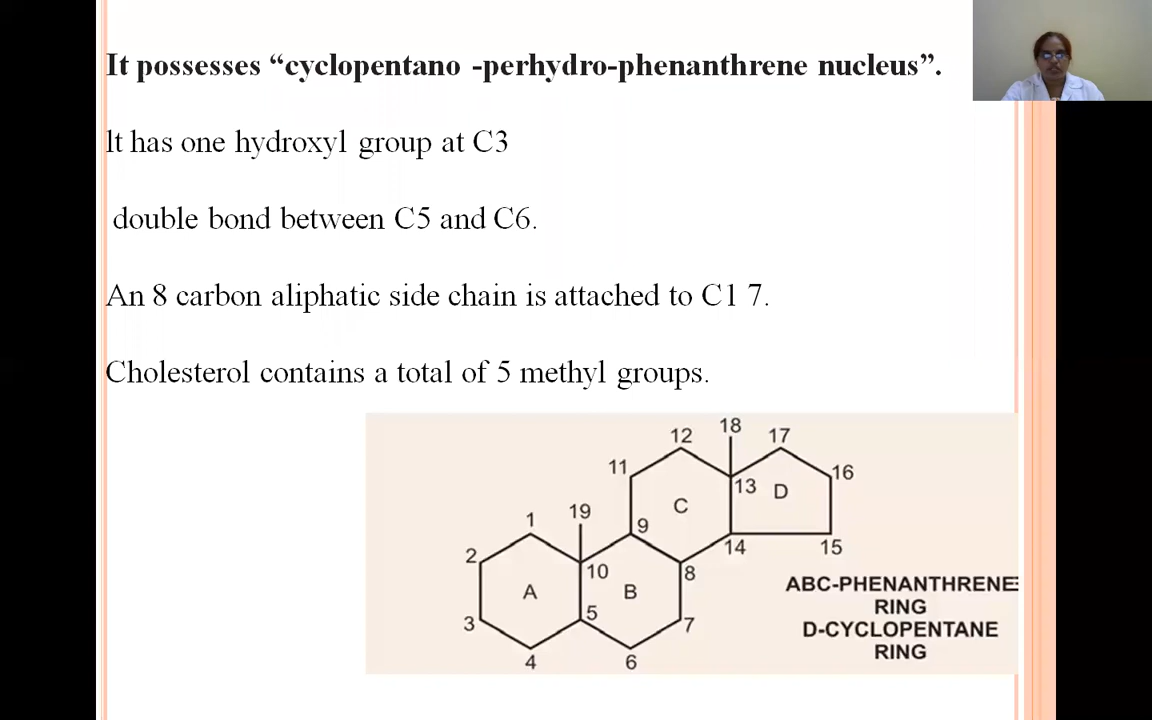 It possesses “cyclopentano -perhydro-phenanthrene nucleus”.
lt has one hydroxyl group at C3
double bond between C5 and C6.
An 8 carbon aliphatic side chain is attached to C1 7.
Cholesterol contains a total of 5 methyl groups.
18
12
17
11
16
C
13
D
19
1
9
2
14
15
10
8
A
B
ABC-PHENANTHRENE
RING
5
3
7
D-CYCLOPENTANE
RING
4
6